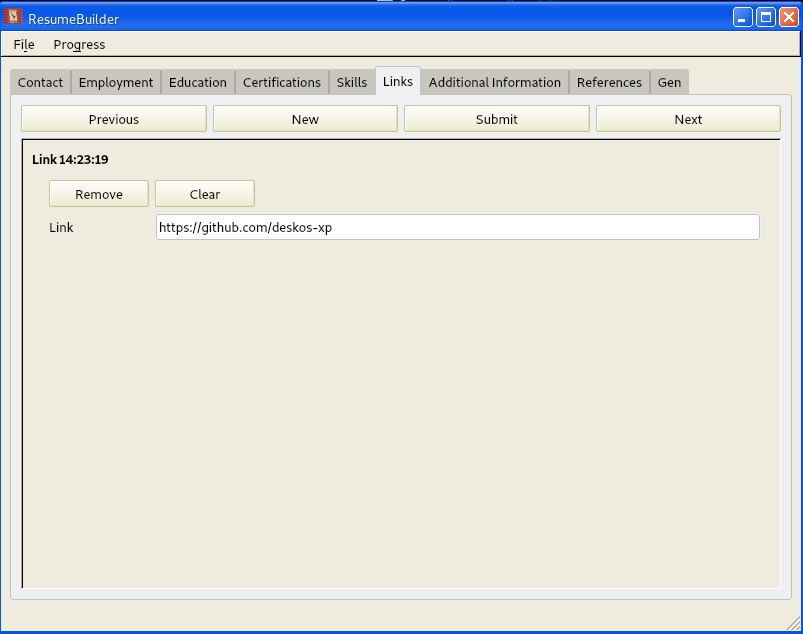 ResumeBuilder
File Progress
Contact Employment Education Certifications Skills Links Additional Information References Gen
Previous New Submit Next
Link 14:23:19
Remove Clear
Link https://github.com/deskos-xp